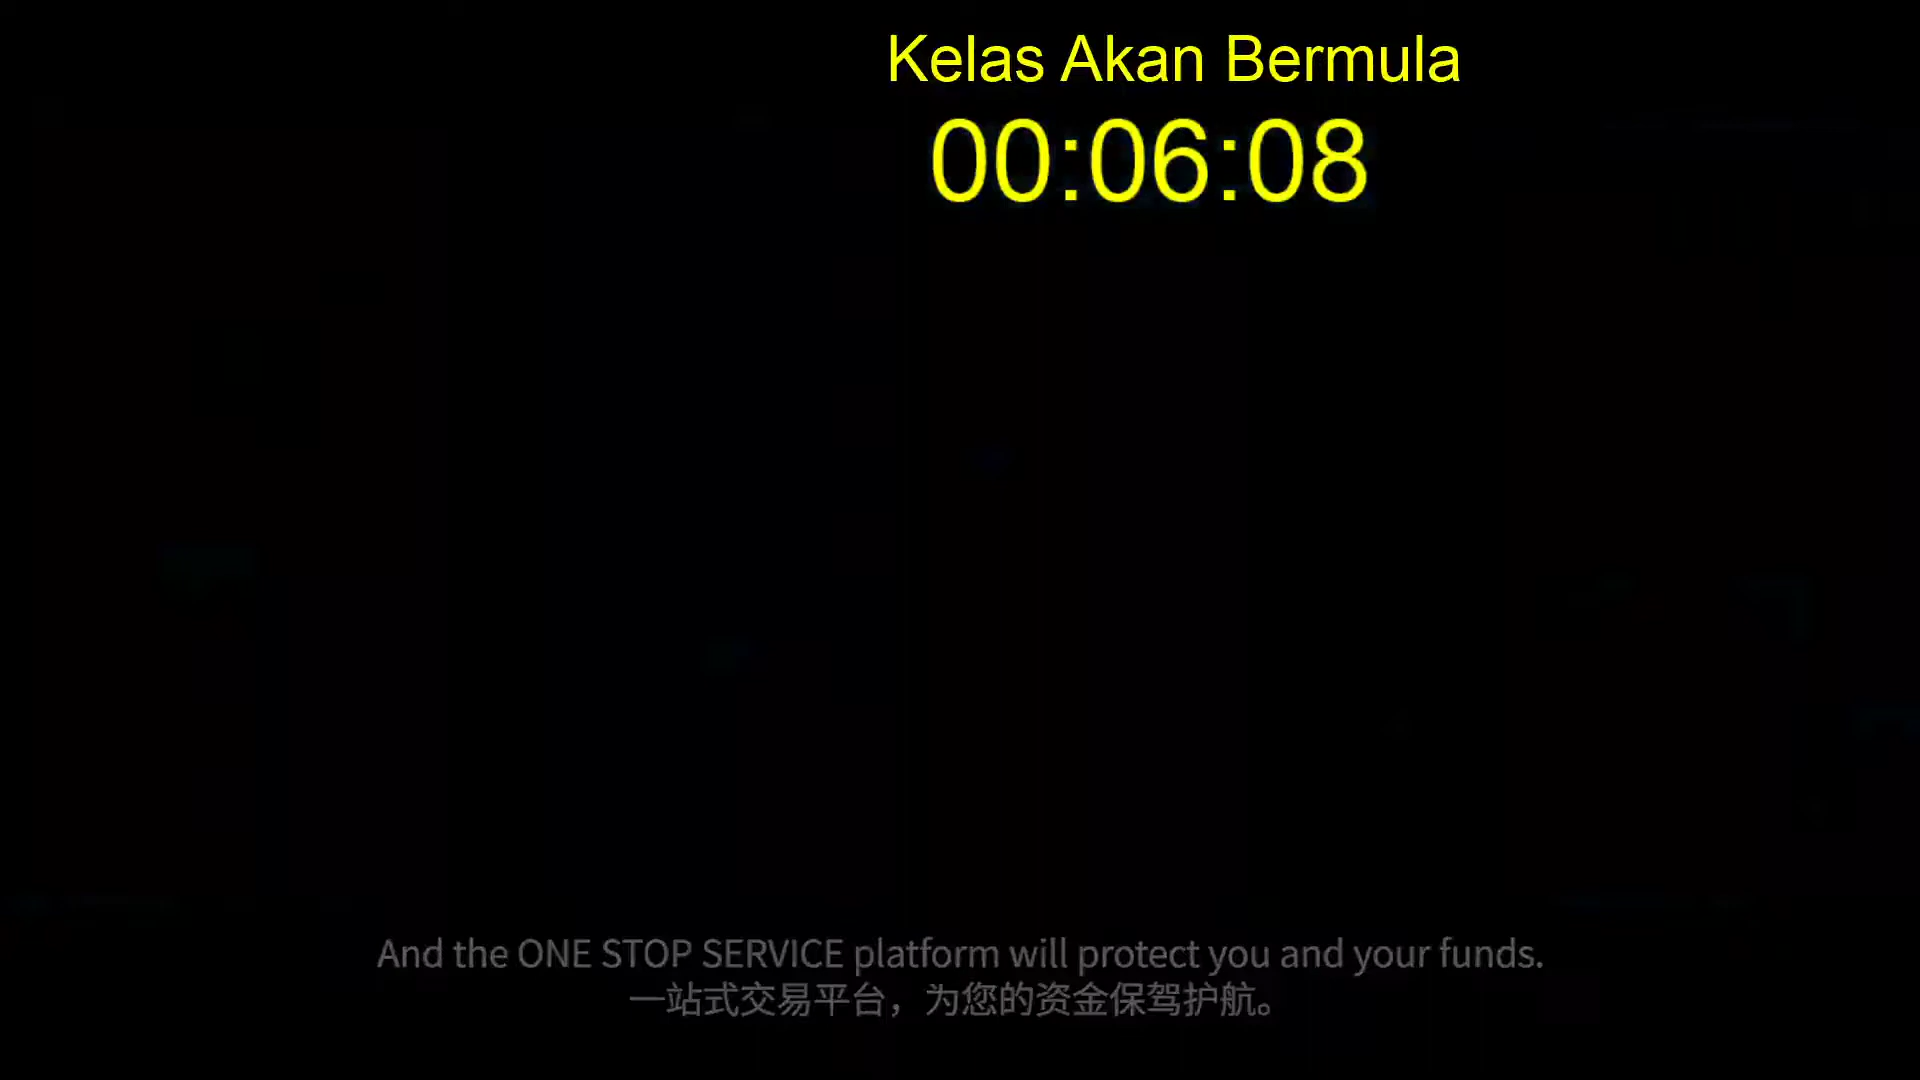 Kelas Akan Bermula
00:06:08
And the ONE STOP SERVICE platform will protect you and your funds.
一站式交易平台，为您的资金保驾护航。